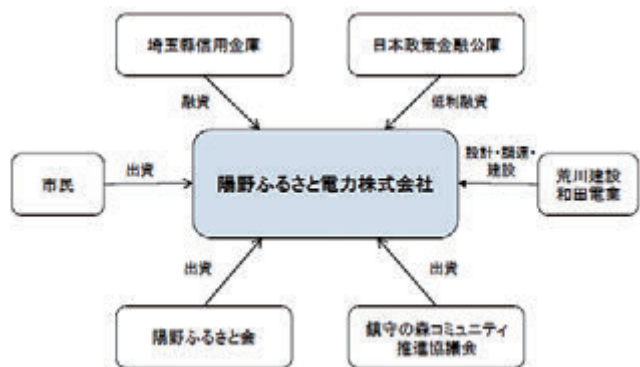 埼玉縣信用金庫
日本政策金融公庫
融資
低利融資
市民
出資
陽野ふるさと電力株式会社
設計・調達・
建設
荒川建設
和田電業
出資
出資
陽野ふるさと会
鎮守の森コミュニティ
推進協議会